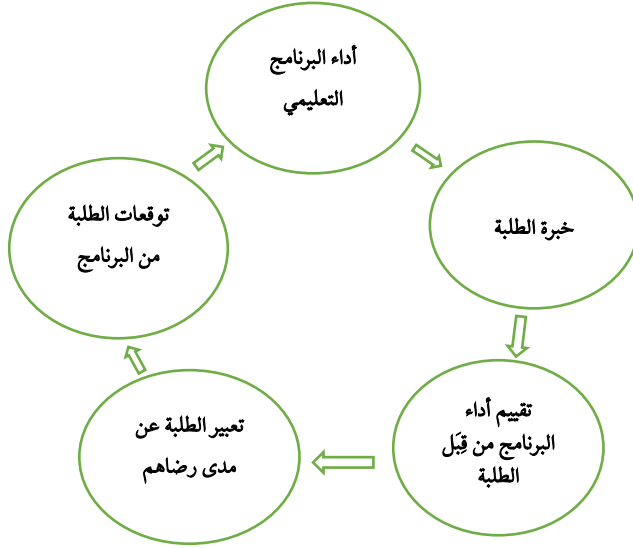 أداء البرنامج
التعليمي
خبرة الطلبة
تقييم أداء
البرنامج من قِبَل
الطلبة
تعبير الطلبة عن
مدى رضاهم
توقعات الطلبة
من البرنامج